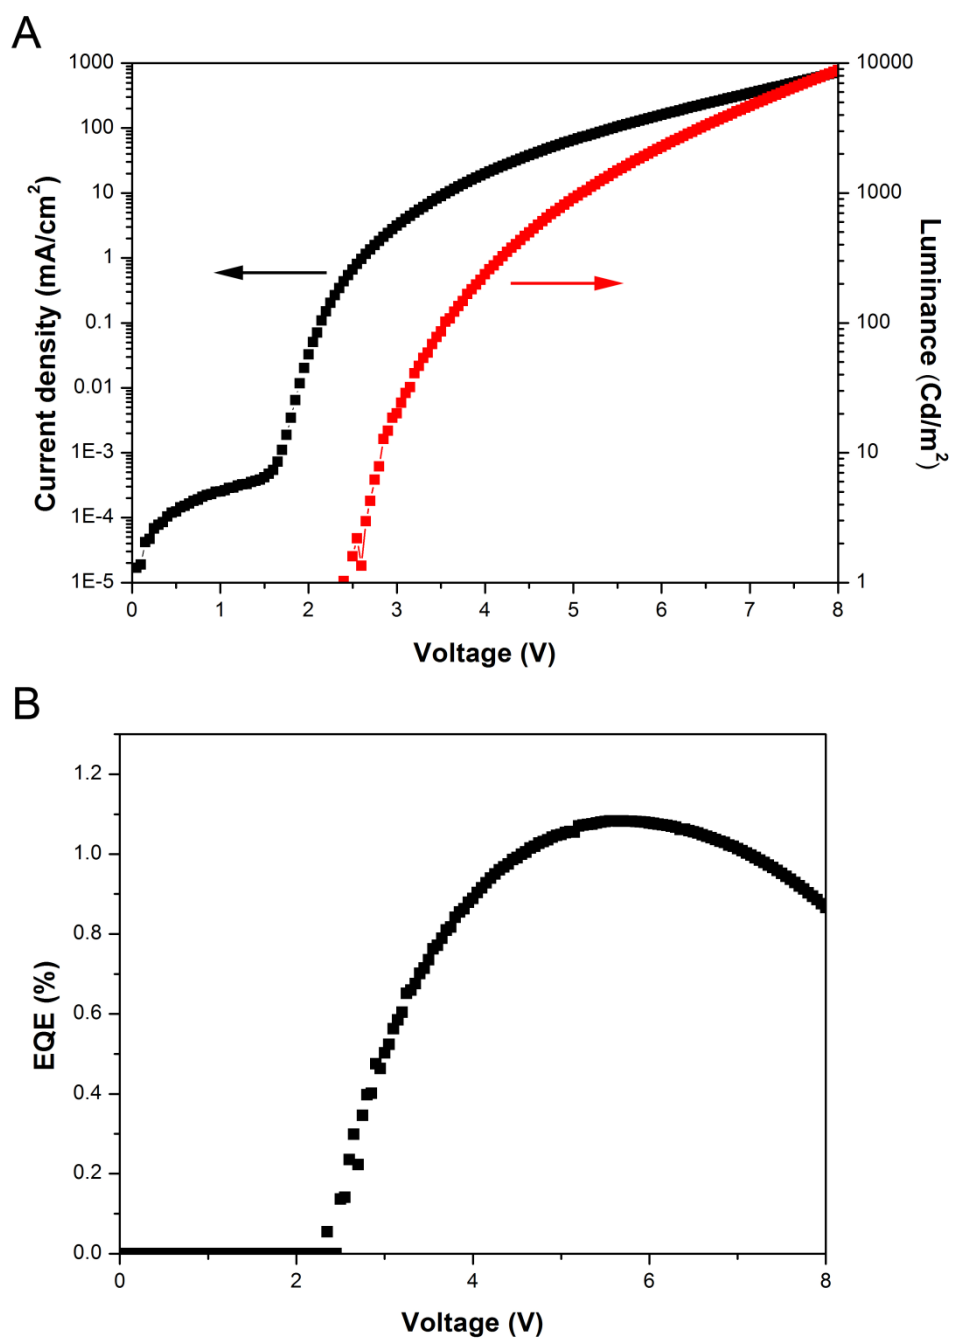 A
1000
100
10
1
0.1
0.01
1E-3
1E-4
1E-5
Current density (mA/cm²)
10000
1000
100
10
1
Luminance (Cd/m²)
0 1 2 3 4 5 6 7 8
Voltage (V)
B
1.2
1.0
0.8
0.6
0.4
0.2
0.0
EQE (%)
0 2 4 6 8
Voltage (V)